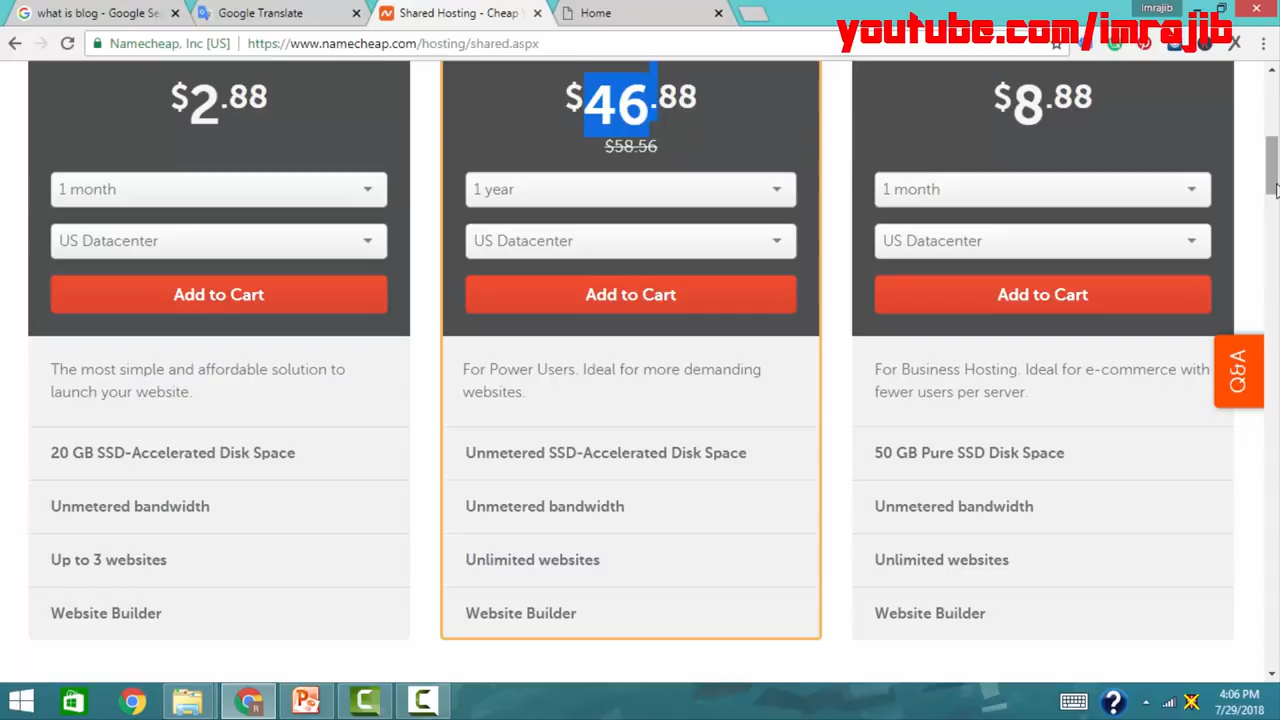 what is blog - Google Se
Google Translate
Shared Hosting - Cheap
Home
Imrajib
youtube.com/imrajib
Namecheap, Inc [US]
https://www.namecheap.com/hosting/shared.aspx
$2.88
$46.88
$58.56
$8.88
1 month
1 year
1 month
US Datacenter
US Datacenter
US Datacenter
Add to Cart
Add to Cart
Add to Cart
The most simple and affordable solution to
launch your website.
For Power Users. Ideal for more demanding
websites.
For Business Hosting. Ideal for e-commerce with
fewer users per server.
Q&A
20 GB SSD-Accelerated Disk Space
Unmetered SSD-Accelerated Disk Space
50 GB Pure SSD Disk Space
Unmetered bandwidth
Unmetered bandwidth
Unmetered bandwidth
Up to 3 websites
Unlimited websites
Unlimited websites
Website Builder
Website Builder
Website Builder
4:06 PM
7/29/2018